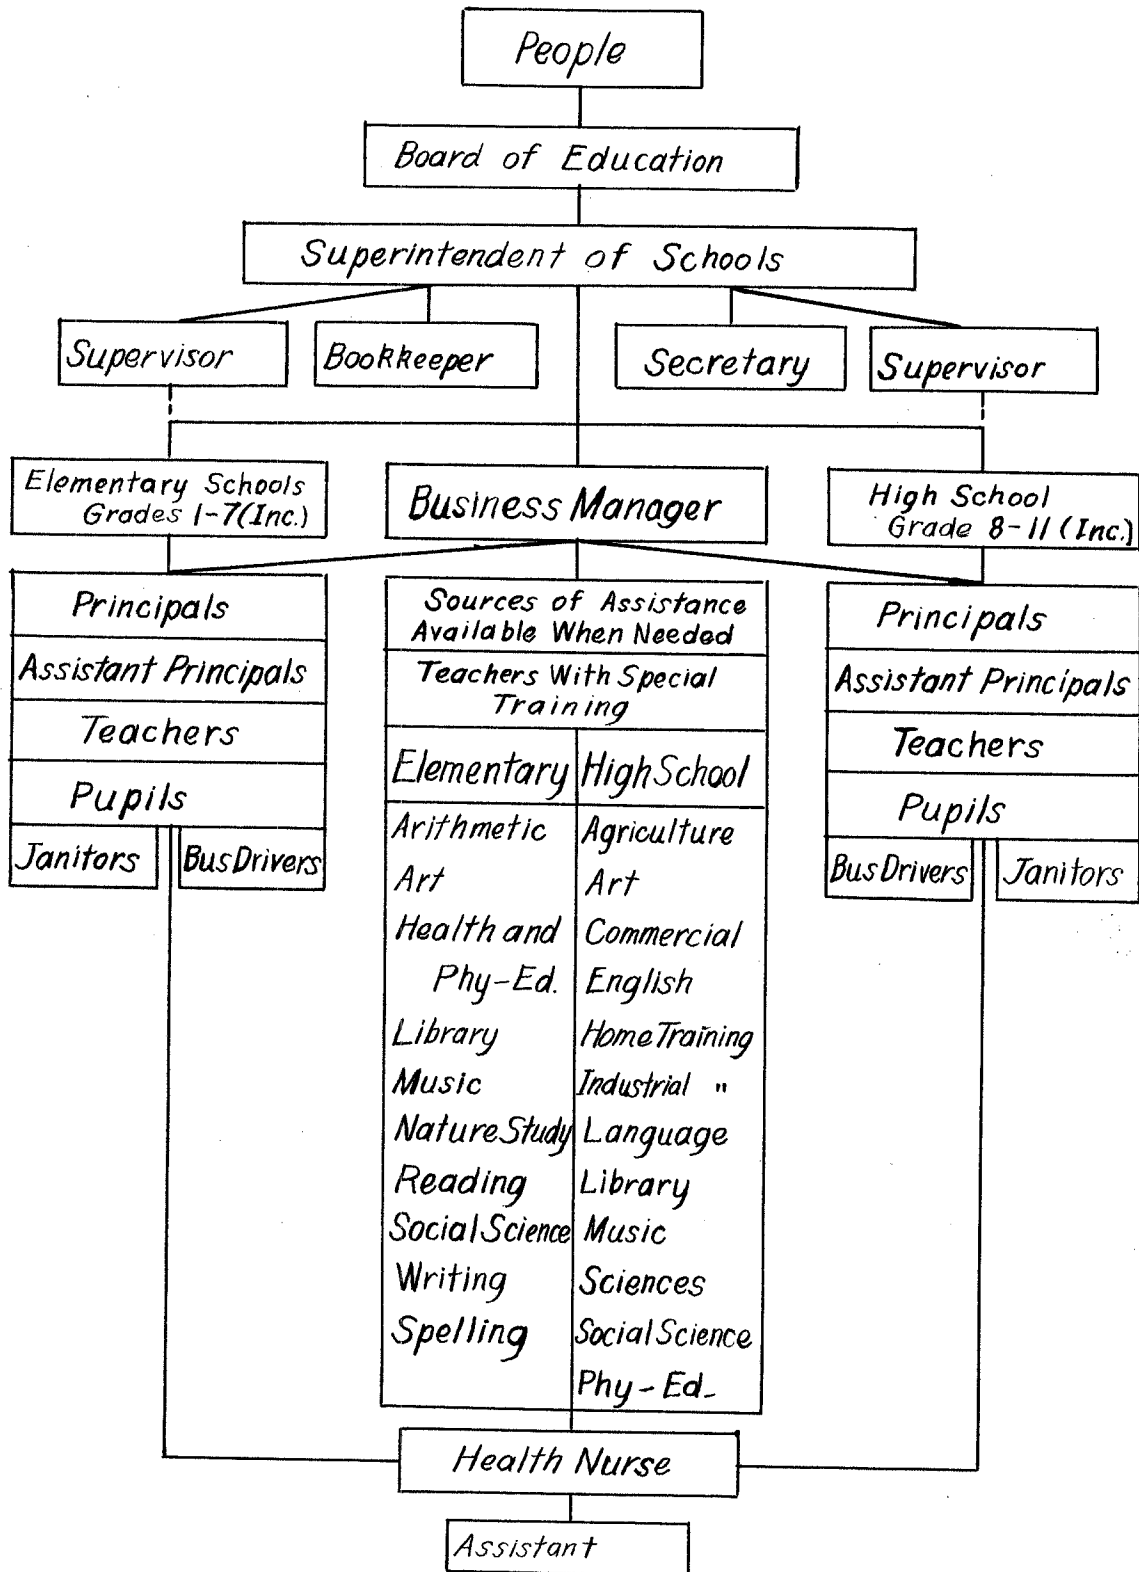 People
Board of Education
Superintendent of Schools
Supervisor
Bookkeeper
Secretary
Supervisor
Elementary Schools
Grades 1-7 (Inc.)
Business Manager
High School
Grade 8-11 (Inc.)
Principals
Assistant Principals
Teachers
Pupils
Janitors
Bus Drivers
Sources of Assistance
Available When Needed
Teachers With Special
Training
Elementary
Arithmetic
Art
Health and
Phy-Ed.
Library
Music
Nature Study
Reading
Social Science
Writing
Spelling
High School
Agriculture
Art
Commercial
English
Home Training
Industrial "
Language
Library
Music
Sciences
Social Science
Phy-Ed-
Principals
Assistant Principals
Teachers
Pupils
Bus Drivers
Janitors
Health Nurse
Assistant